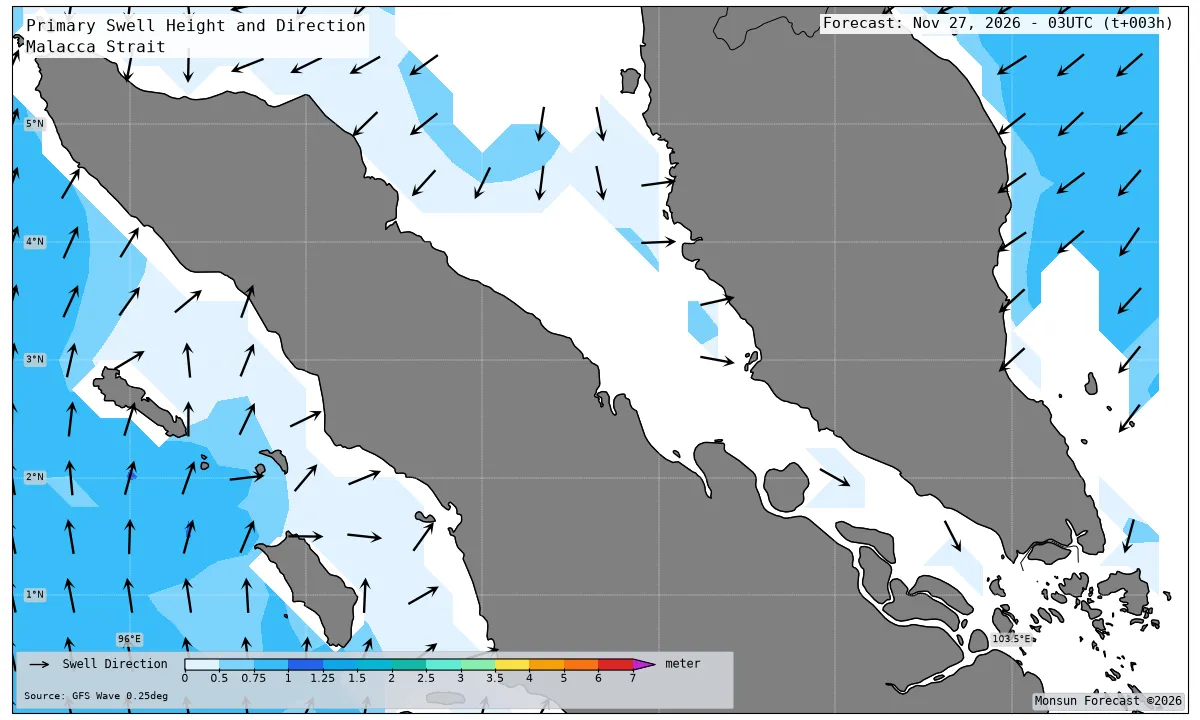 Primary Swell Height and Direction
Malacca Strait
Forecast: Nov 27, 2026 - 03UTC (t+003h)
5°N
4°N
3°N
2°N
1°N
96°E
103.5°E
Swell Direction
meter
0 0.5 0.75 1 1.25 1.5 2 2.5 3 3.5 4 5 6 7
Source: GFS Wave 0.25deg
Monsun Forecast ©2026